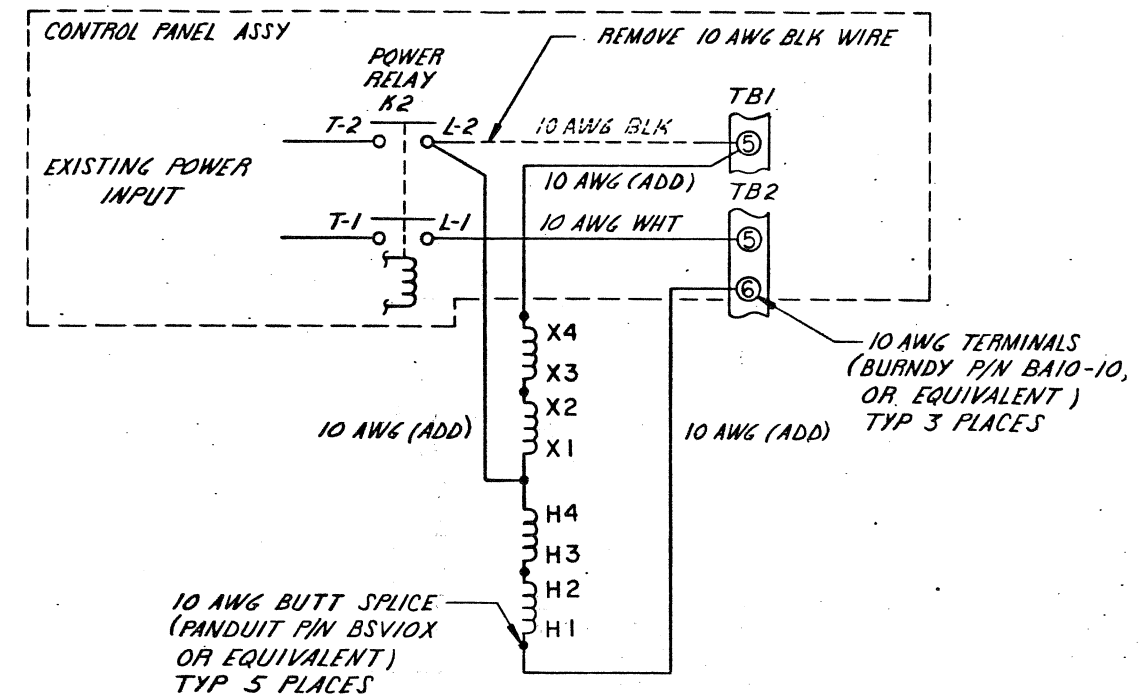 CONTROL PANEL ASSY
REMOVE 10 AWG BLK WIRE
POWER
RELAY
K2
TB1
T-2
L-2
10 AWG BLK
5
EXISTING POWER
INPUT
10 AWG (ADD)
TB2
T-1
L-1
10 AWG WHT
5
6
X4
X3
X2
X1
10 AWG TERMINALS
(BURNDY P/N BA10-10,
OR EQUIVALENT)
TYP 3 PLACES
10 AWG (ADD)
10 AWG (ADD)
H4
H3
H2
H1
10 AWG BUTT SPLICE
(PANDUIT P/N BSV10X
OR EQUIVALENT)
TYP 5 PLACES